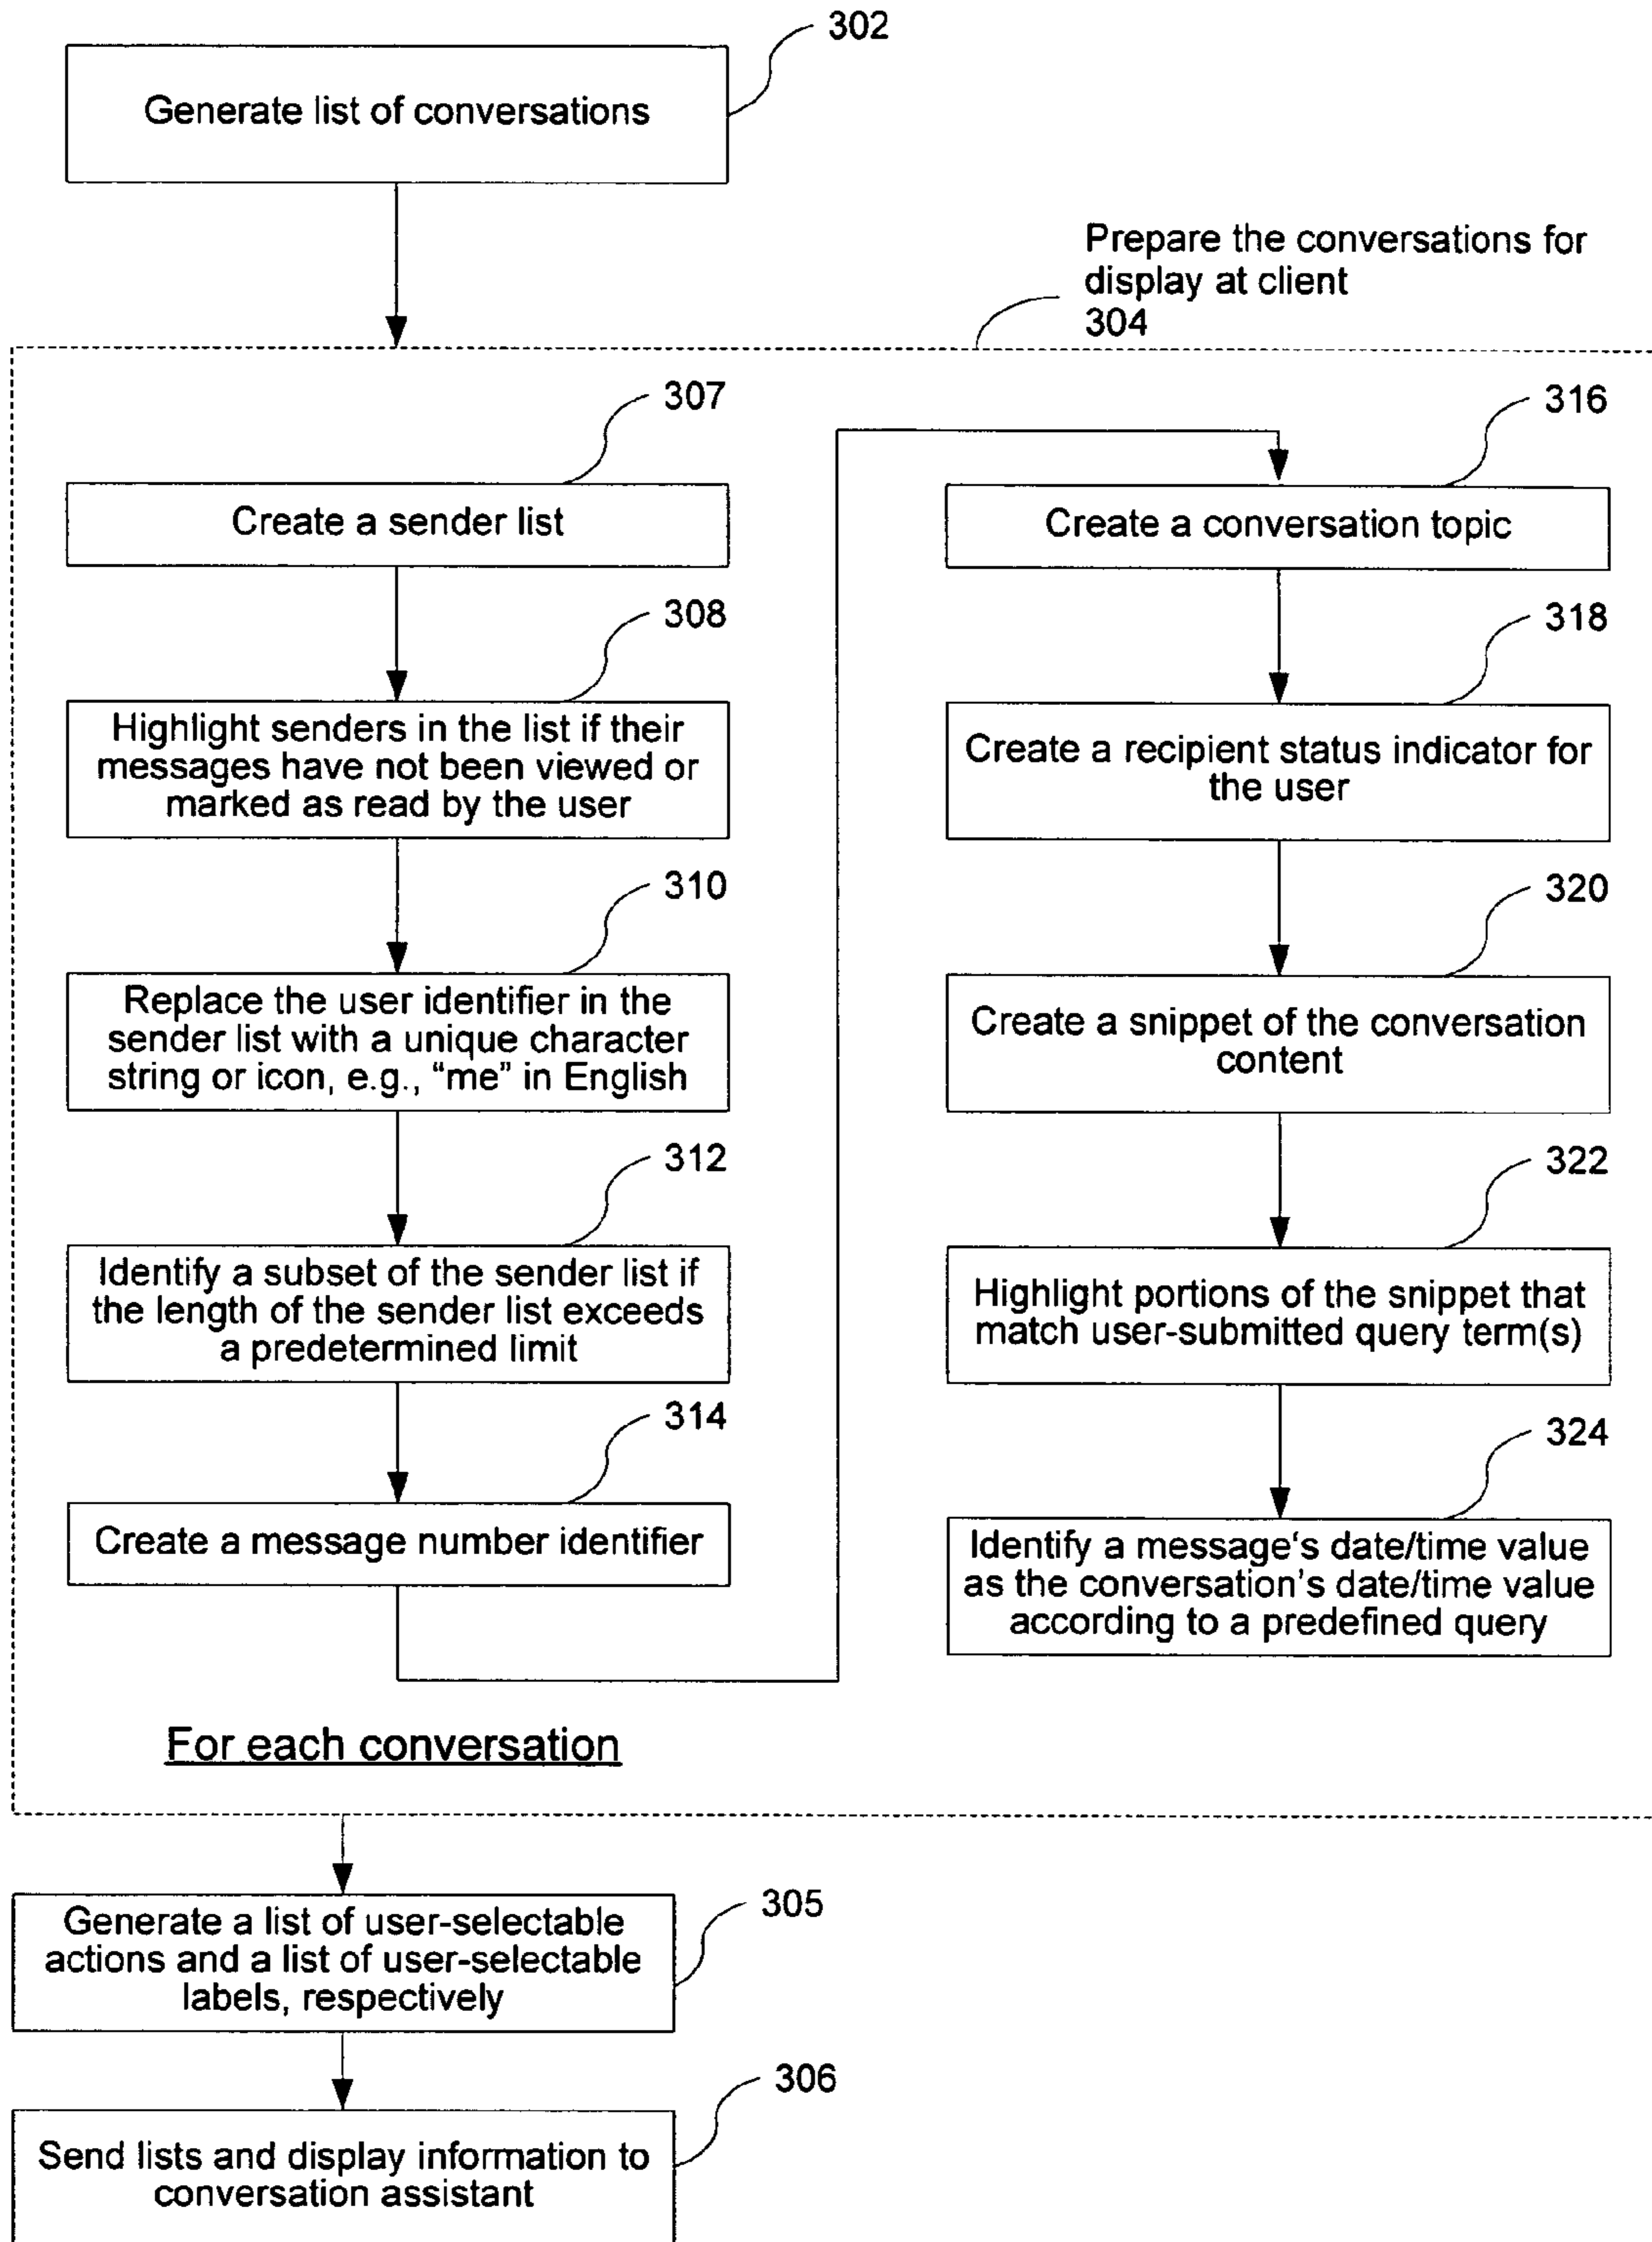 302
Generate list of conversations
Prepare the conversations for
display at client
304
307
Create a sender list
308
Highlight senders in the list if their
messages have not been viewed or
marked as read by the user
310
Replace the user identifier in the
sender list with a unique character
string or icon, e.g., “me” in English
312
Identify a subset of the sender list if
the length of the sender list exceeds
a predetermined limit
314
Create a message number identifier
316
Create a conversation topic
318
Create a recipient status indicator for
the user
320
Create a snippet of the conversation
content
322
Highlight portions of the snippet that
match user-submitted query term(s)
324
Identify a message‘s date/time value
as the conversation’s date/time value
according to a predefined query
For each conversation
305
Generate a list of user-selectable
actions and a list of user-selectable
labels, respectively
306
Send lists and display information to
conversation assistant